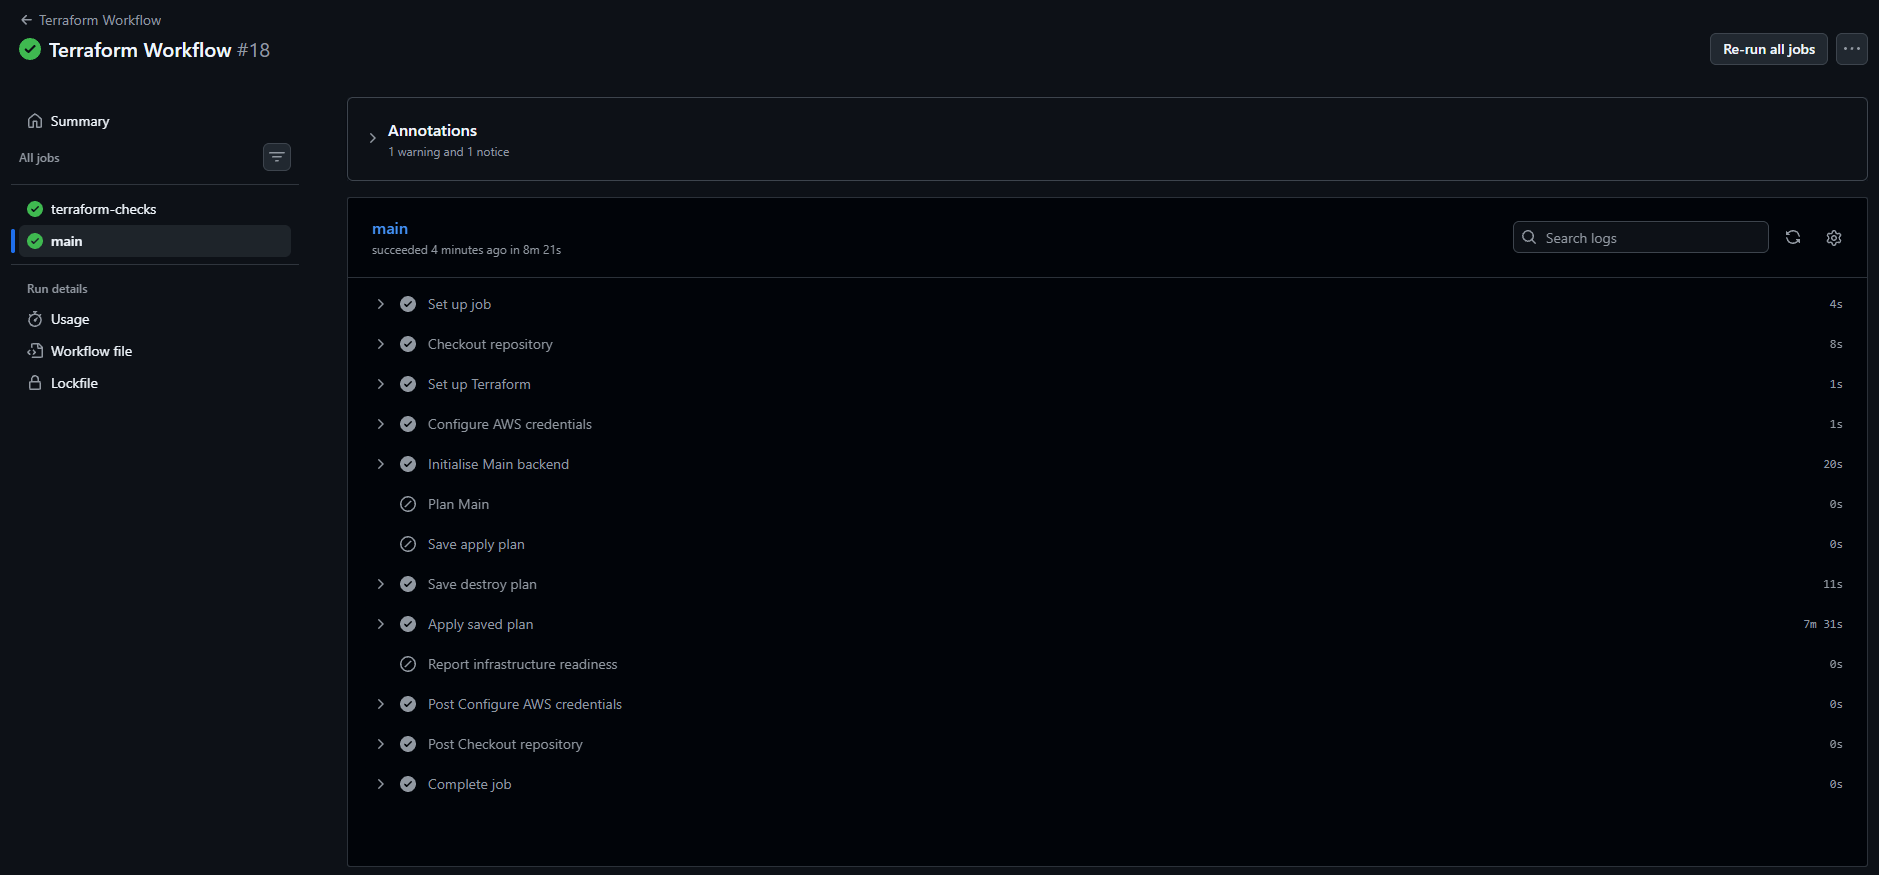 Terraform Workflow
Terraform Workflow #18
Re-run all jobs
Summary
All jobs
terraform-checks
main
Run details
Usage
Workflow file
Lockfile
Annotations
1 warning and 1 notice
main
succeeded 4 minutes ago in 8m 21s
Search logs
Set up job 4s
Checkout repository 8s
Set up Terraform 1s
Configure AWS credentials 1s
Initialise Main backend 20s
Plan Main 0s
Save apply plan 0s
Save destroy plan 11s
Apply saved plan 7m 31s
Report infrastructure readiness 0s
Post Configure AWS credentials 0s
Post Checkout repository 0s
Complete job 0s